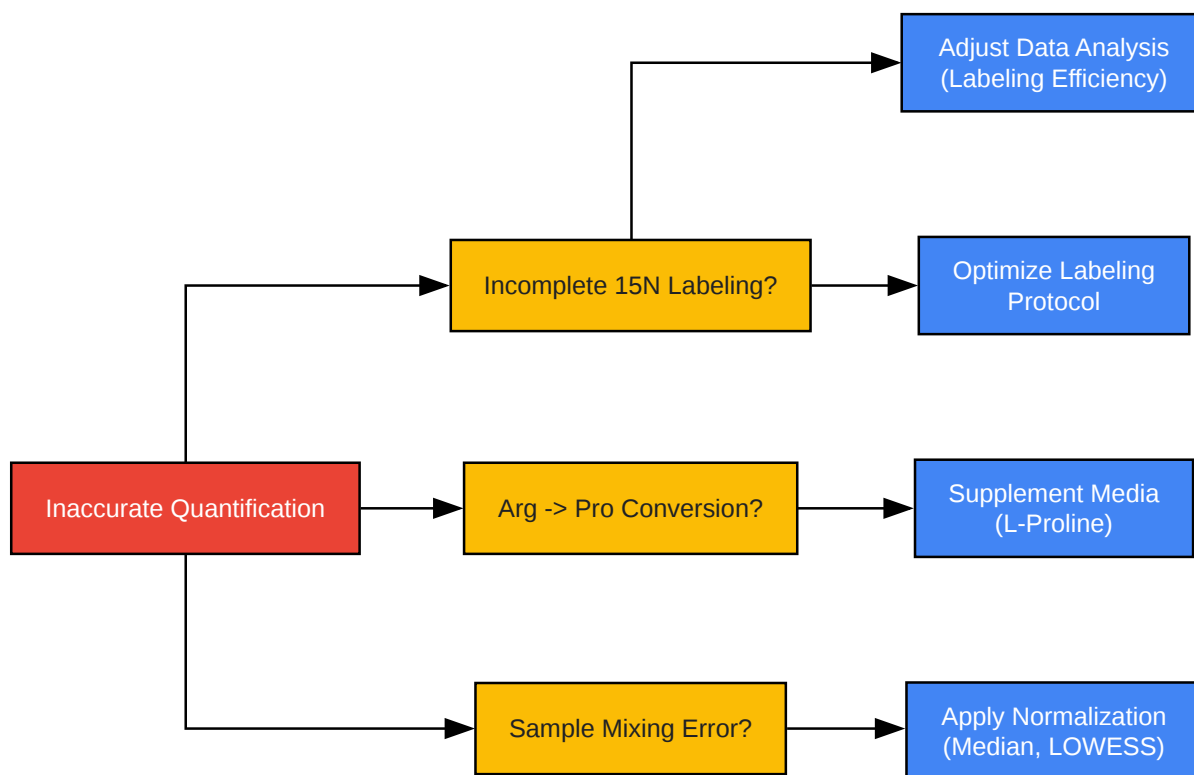 Adjust Data Analysis
(Labeling Efficiency)
Incomplete 15N Labeling?
Optimize Labeling
Protocol
Inaccurate Quantification
Arg -> Pro Conversion?
Supplement Media
(L-Proline)
Sample Mixing Error?
Apply Normalization
(Median, LOWESS)